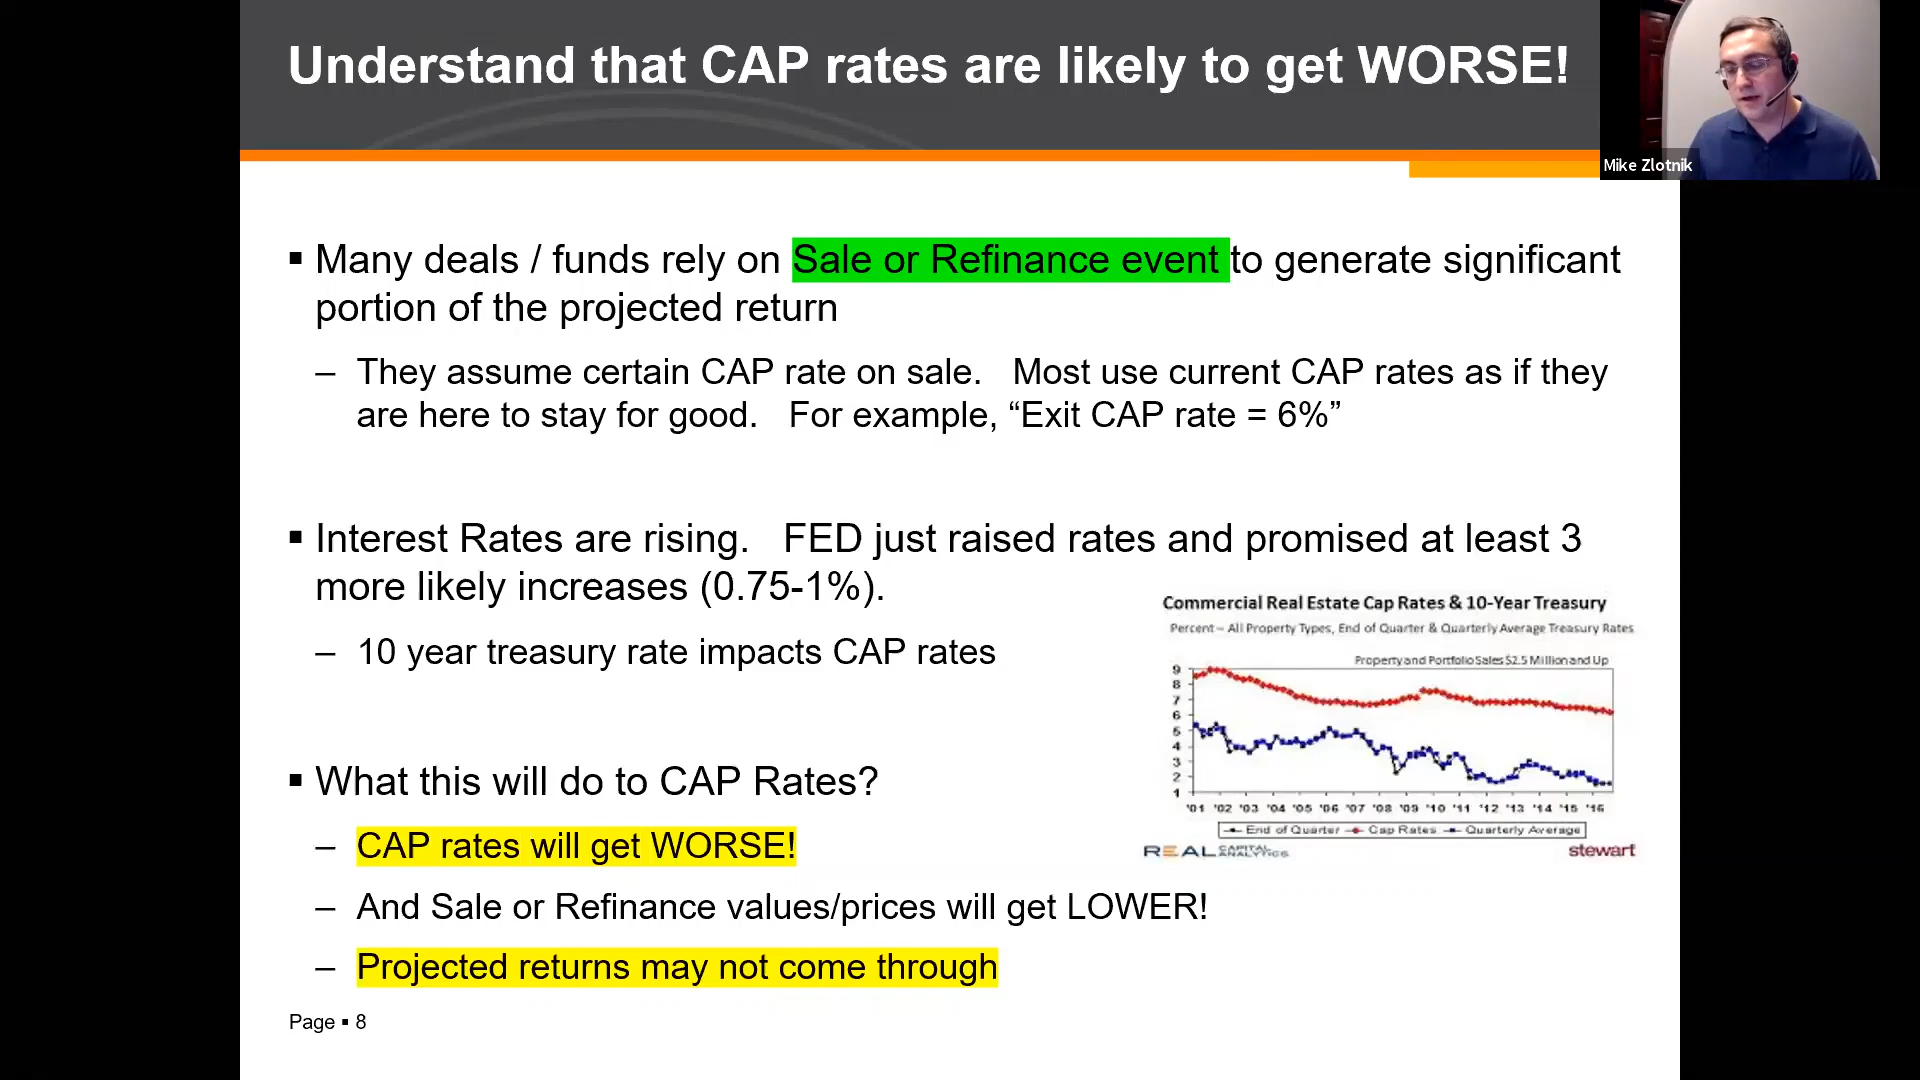 Understand that CAP rates are likely to get WORSE!
Mike Zlotnik
▪ Many deals / funds rely on Sale or Refinance event to generate significant
portion of the projected return
– They assume certain CAP rate on sale. Most use current CAP rates as if they
are here to stay for good. For example, “Exit CAP rate = 6%”
▪ Interest Rates are rising. FED just raised rates and promised at least 3
more likely increases (0.75-1%).
– 10 year treasury rate impacts CAP rates
Commercial Real Estate Cap Rates & 10-Year Treasury
Percent – All Property Types, End of Quarter & Quarterly Average Treasury Rates
Property and Portfolio Sales $2.5 Million and Up
9
8
7
6
5
4
3
2
1
'01 '02 '03 '04 '05 '06 '07 '08 '09 '10 '11 '12 '13 '14 '15 '16
End of Quarter Cap Rates Quarterly Average
REAL CAPITAL ANALYTICS
stewart
▪ What this will do to CAP Rates?
– CAP rates will get WORSE!
– And Sale or Refinance values/prices will get LOWER!
– Projected returns may not come through
Page ▪ 8